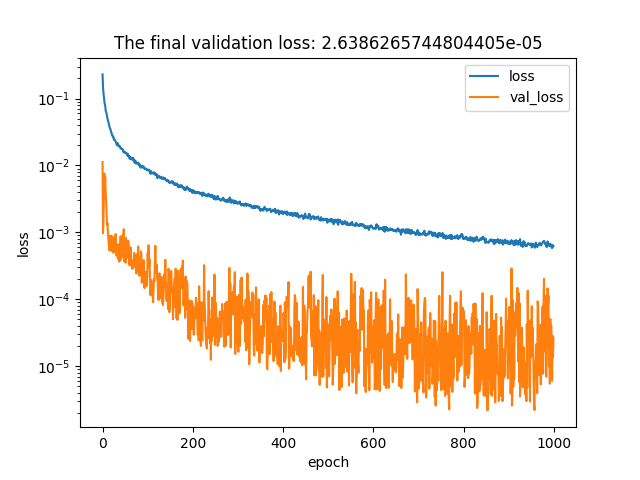 The final validation loss: 2.6386265744804405e-05
loss
val_loss
10⁻¹
10⁻²
10⁻³
10⁻⁴
10⁻⁵
loss
0 200 400 600 800 1000
epoch